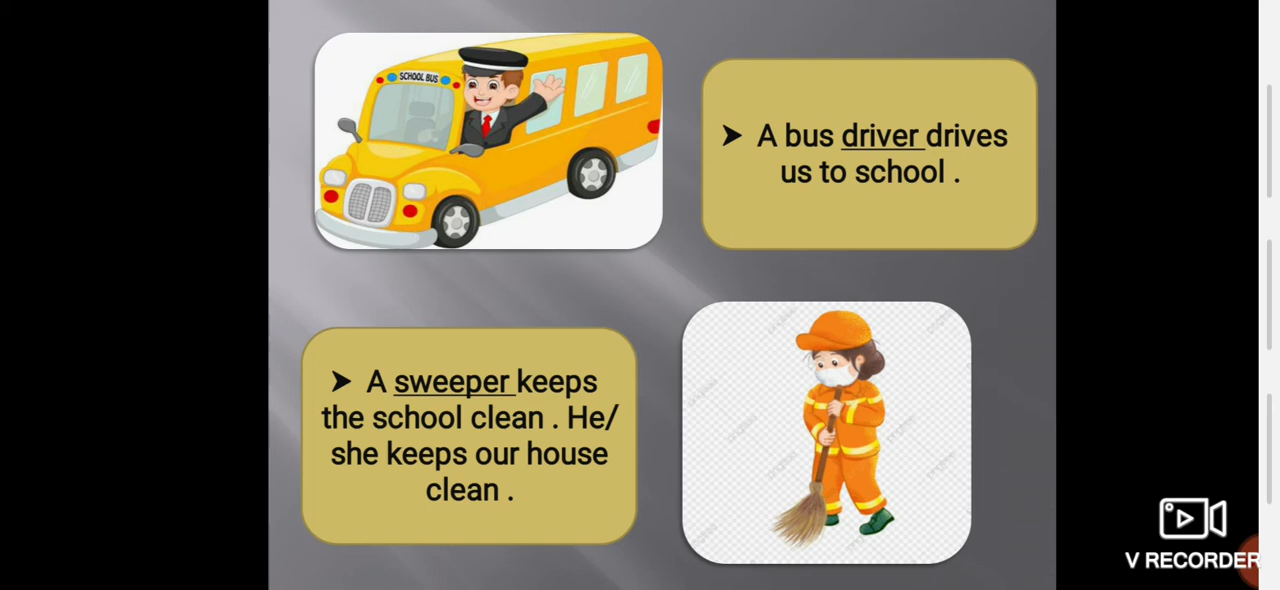 SCHOOL BUS
➤ A bus driver drives
us to school .
➤ A sweeper keeps
the school clean . He/
she keeps our house
clean .
V RECORDER